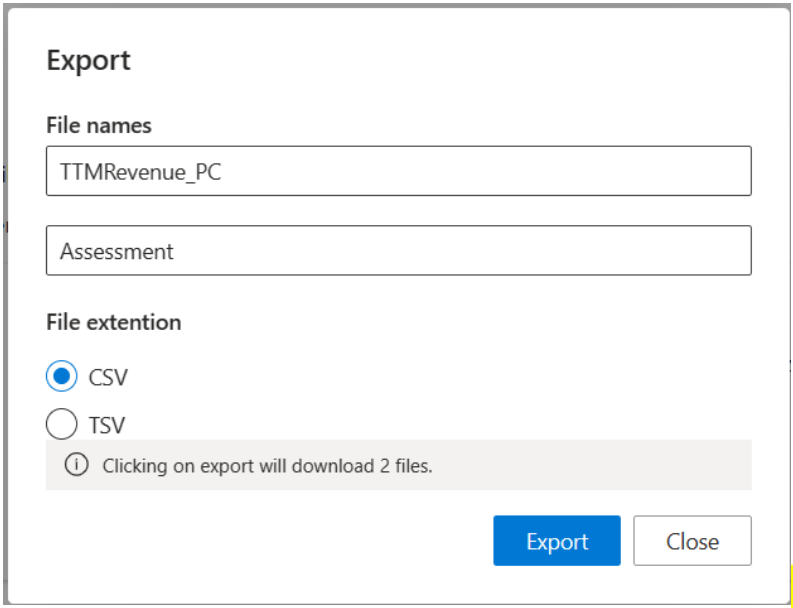 Export
File names
TTMRevenue_PC
Assessment
File extention
CSV
TSV
Clicking on export will download 2 files.
Export
Close